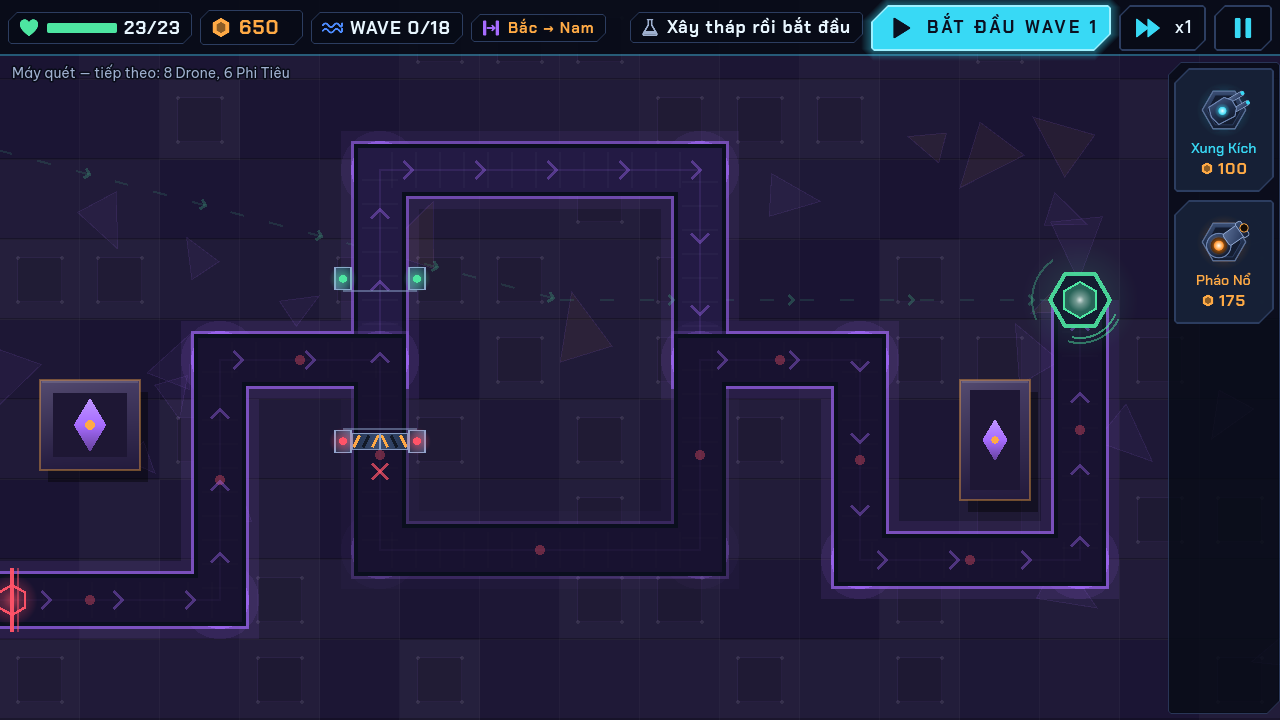 23/23
650
WAVE 0/18
Bắc → Nam
Xây tháp rồi bắt đầu
BẮT ĐẦU WAVE 1
x1
Máy quét — tiếp theo: 8 Drone, 6 Phi Tiêu
Xung Kích
100
Pháo Nổ
175